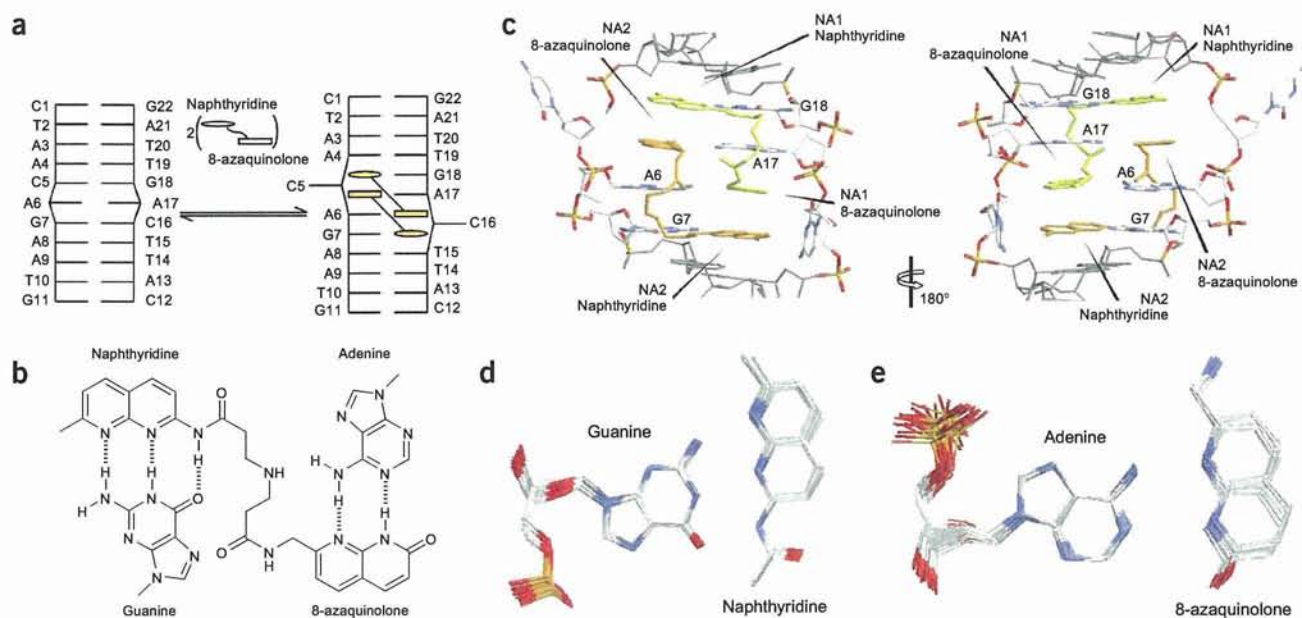 a
C1 G22
T2 A21
A3 T20
A4 T19
C5 G18
A6 A17
G7 C16
A8 T15
A9 T14
T10 A13
G11 C12
Naphthyridine
2
8-azaquinolone
C1 G22
T2 A21
A3 T20
A4 T19
G18
C5 A17
A6 C16
G7
A8 T15
A9 T14
T10 A13
G11 C12
b
Naphthyridine
Adenine
N N N H O
H H H
H N H N O
N N N
NH
O N H
N N N N
H N H N
H H
N N O
Guanine
8-azaquinolone
c
NA2
8-azaquinolone
NA1
Naphthyridine
G18
A17
A6
G7
NA1
8-azaquinolone
NA2
Naphthyridine
NA1
8-azaquinolone
NA1
Naphthyridine
G18
A17
A6
G7
NA2
8-azaquinolone
NA2
Naphthyridine
180°
d
Guanine
Naphthyridine
e
Adenine
8-azaquinolone